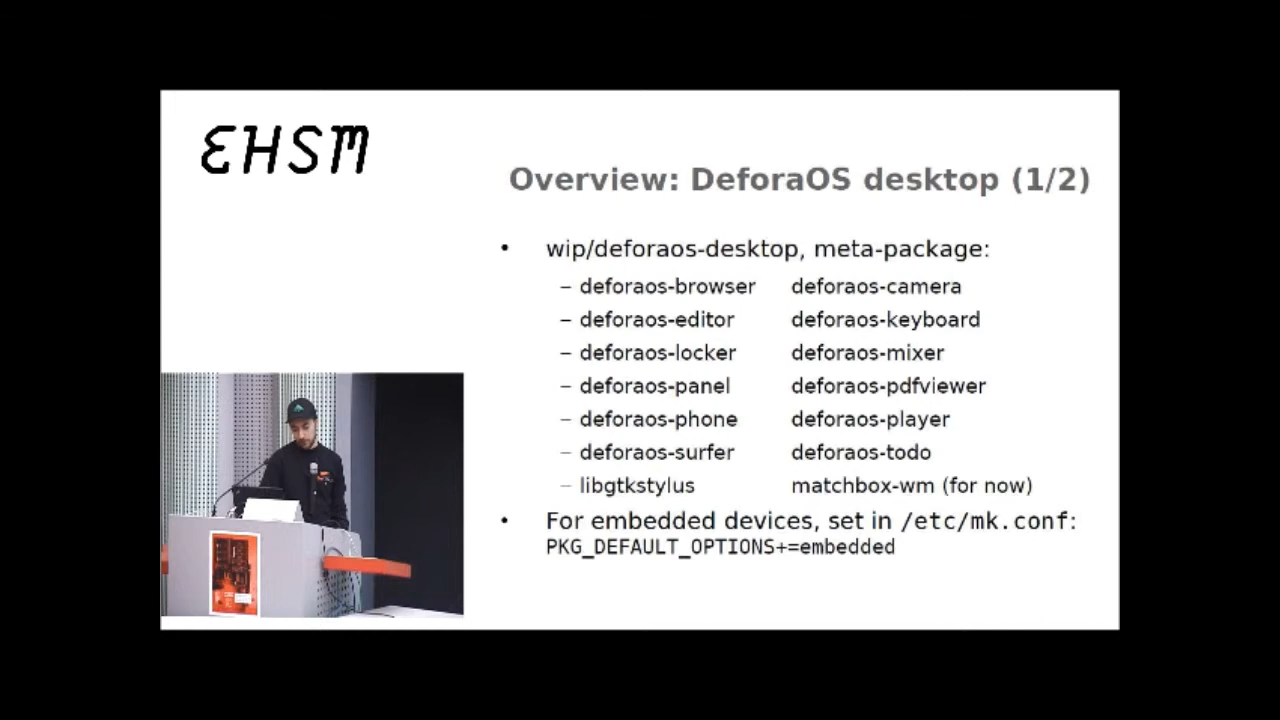 EHSM
Overview: DeforaOS desktop (1/2)
• wip/deforaos-desktop, meta-package:
– deforaos-browser deforaos-camera
– deforaos-editor deforaos-keyboard
– deforaos-locker deforaos-mixer
– deforaos-panel deforaos-pdfviewer
– deforaos-phone deforaos-player
– deforaos-surfer deforaos-todo
– libgtkstylus matchbox-wm (for now)
• For embedded devices, set in /etc/mk.conf:
PKG_DEFAULT_OPTIONS+=embedded